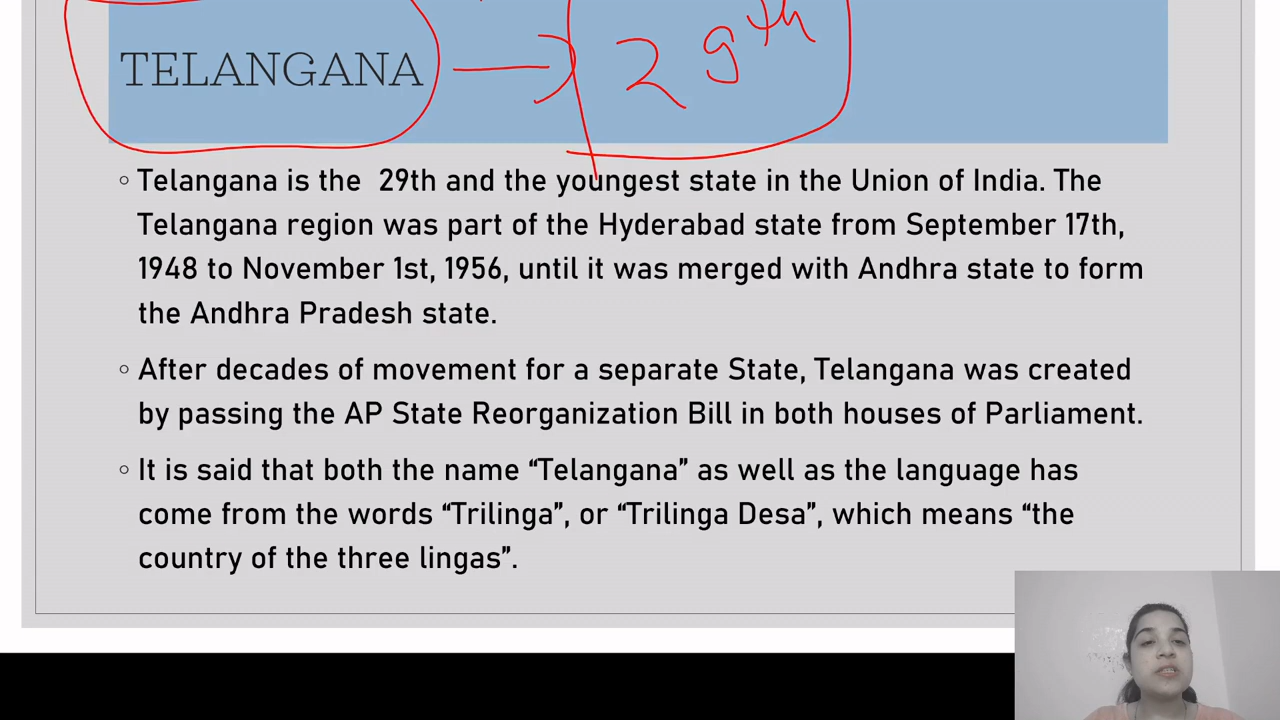 TELANGANA 29th
Telangana is the 29th and the youngest state in the Union of India. The
Telangana region was part of the Hyderabad state from September 17th,
1948 to November 1st, 1956, until it was merged with Andhra state to form
the Andhra Pradesh state.
After decades of movement for a separate State, Telangana was created
by passing the AP State Reorganization Bill in both houses of Parliament.
It is said that both the name “Telangana” as well as the language has
come from the words “Trilinga”, or “Trilinga Desa”, which means “the
country of the three lingas”.